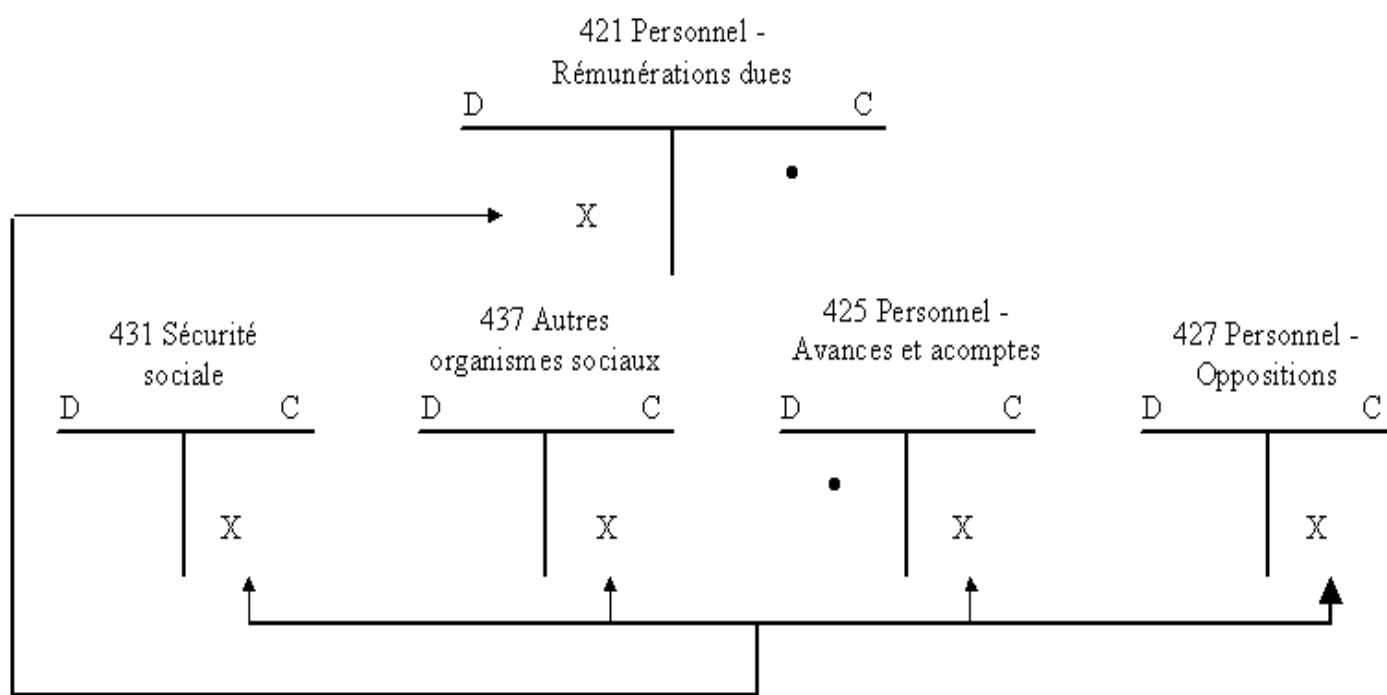 421 Personnel -
Rémunérations dues
D C
X
431 Sécurité
sociale
D C
X
437 Autres
organismes sociaux
D C
X
425 Personnel -
Avances et acomptes
D C
X
427 Personnel -
Oppositions
D C
X